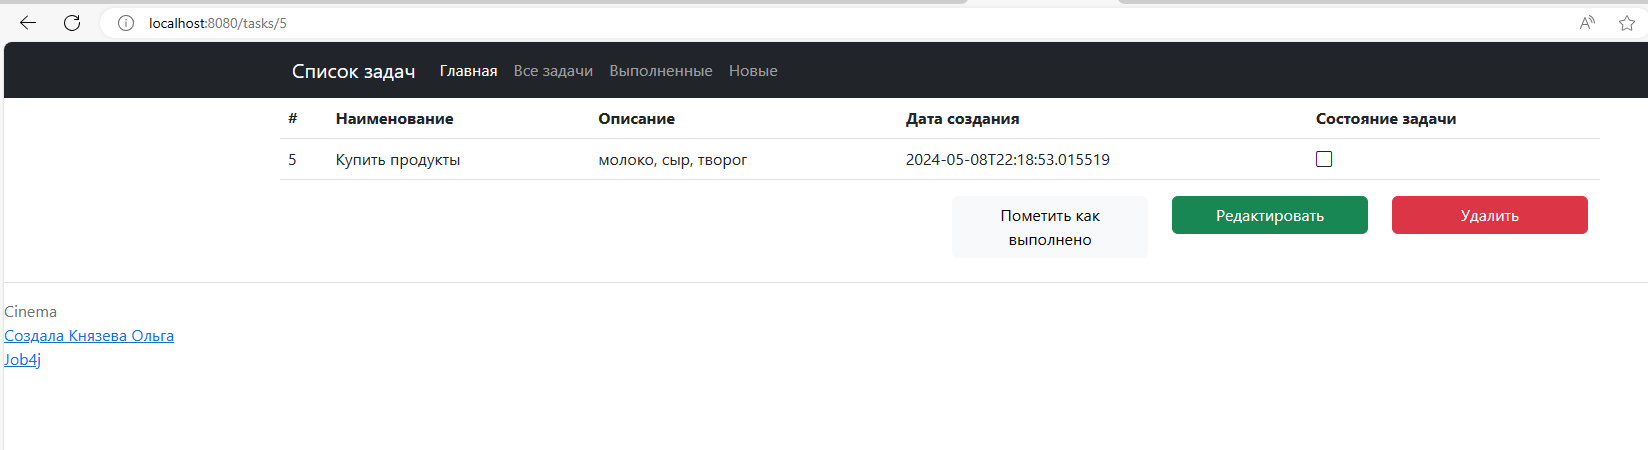 localhost:8080/tasks/5
Список задач Главная Все задачи Выполненные Новые
# Наименование Описание Дата создания Состояние задачи
5 Купить продукты молоко, сыр, творог 2024-05-08T22:18:53.015519
Пометить как выполнено Редактировать Удалить
Cinema
Создала Князева Ольга
Job4j